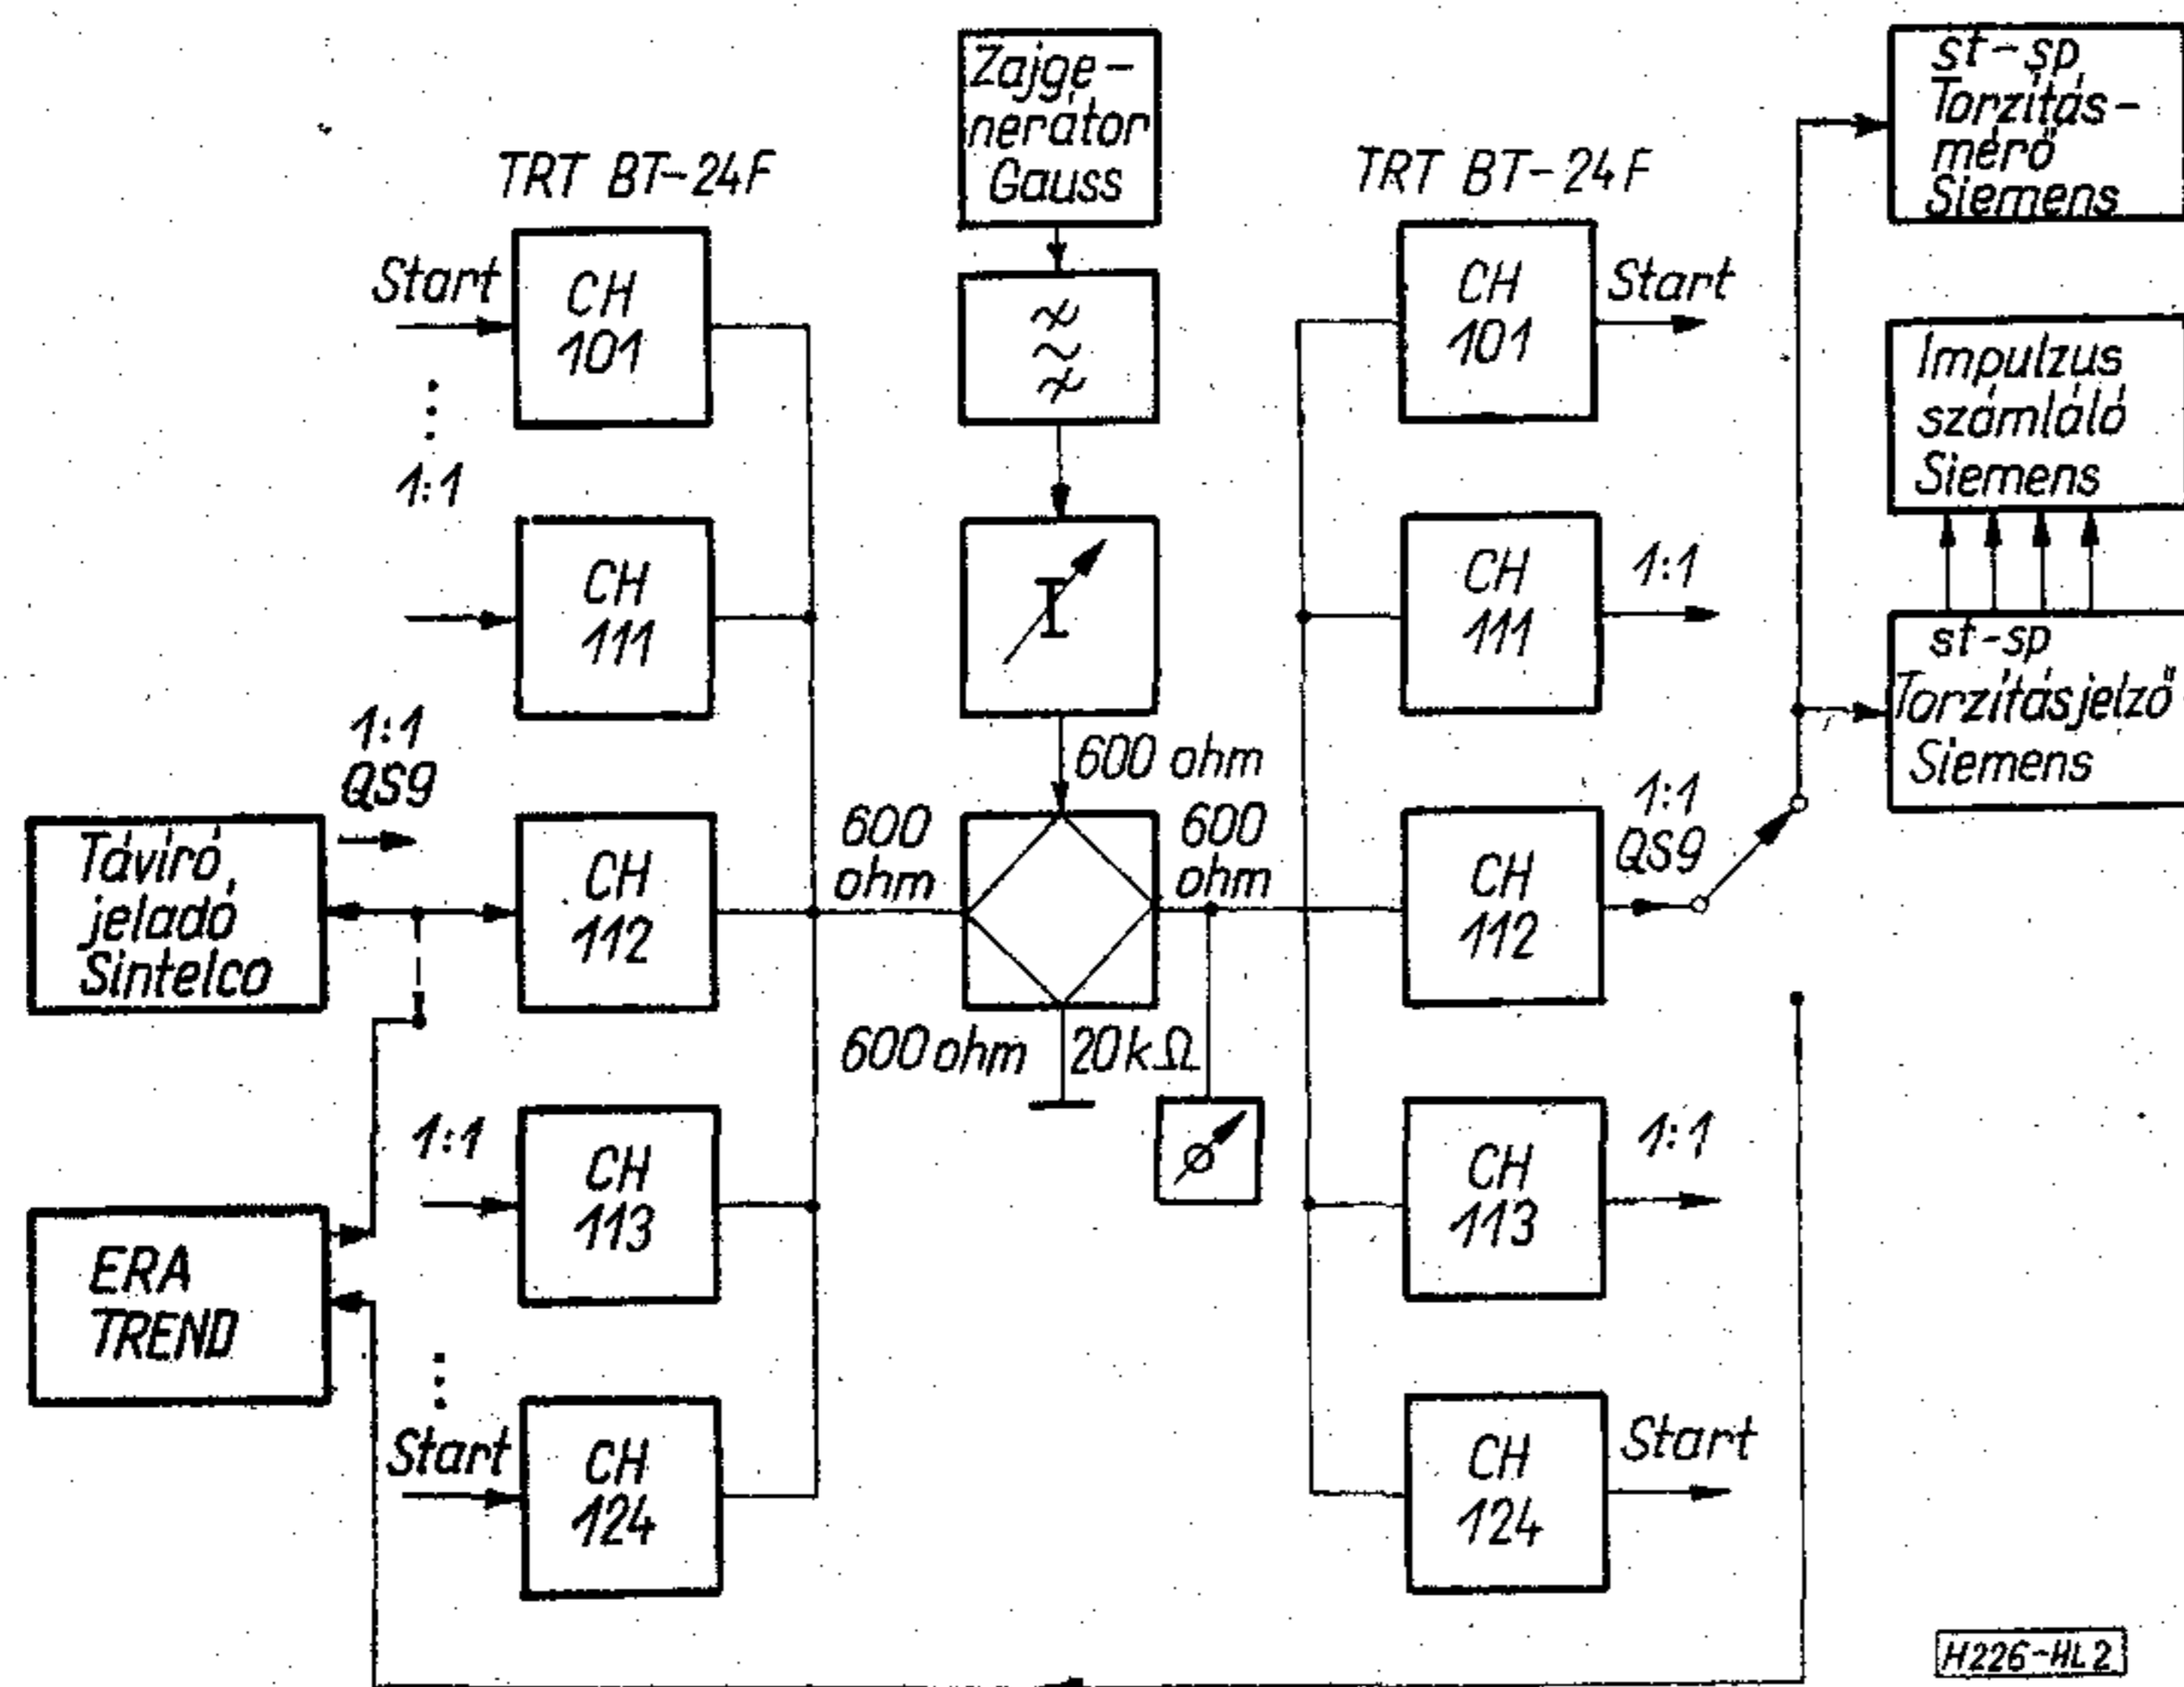 TRT BT-24F
Start
CH
101
1:1
CH
111
1:1
QS9
Távíró,
jeladó
Sintelco
CH
112
1:1
CH
113
ERA
TREND
Start
CH
124
Zajge-
nerátor
Gauss
I
600 ohm
600
ohm
600
ohm
600 ohm
20kΩ
TRT BT-24F
CH
101
Start
CH
111
1:1
CH
112
1:1
QS9
CH
113
1:1
CH
124
Start
st-sp
Torzítás-
mérő
Siemens
Impulzus
számláló
Siemens
st-sp
Torzításjelző
Siemens
H226-HL2